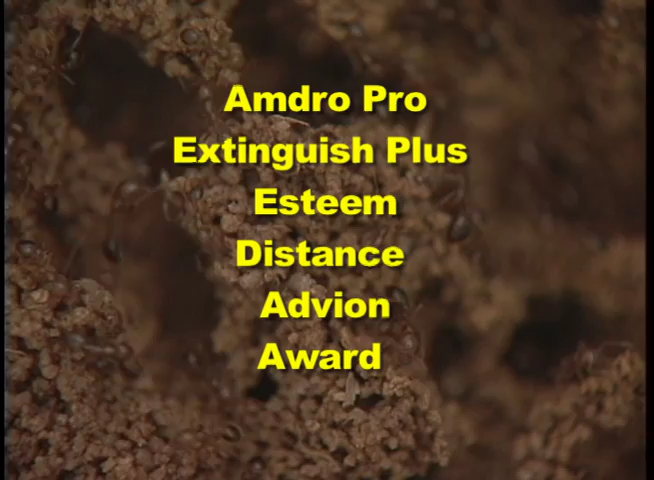 Amdro Pro
Extinguish Plus
Esteem
Distance
Advion
Award